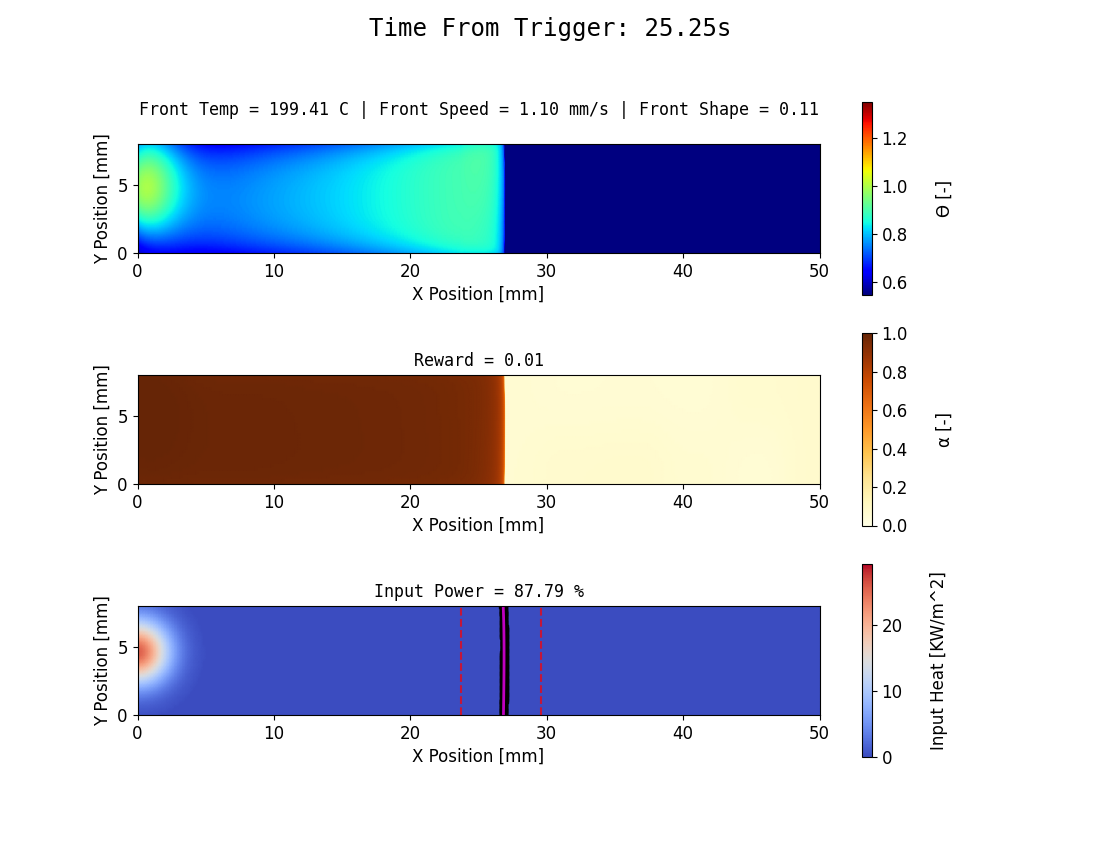 Time From Trigger: 25.25s
Front Temp = 199.41 C | Front Speed = 1.10 mm/s | Front Shape = 0.11
Y Position [mm]
5
0
0 10 20 30 40 50
X Position [mm]
1.2
1.0
0.8
0.6
Θ [-]
Reward = 0.01
Y Position [mm]
5
0
0 10 20 30 40 50
X Position [mm]
1.0
0.8
0.6
0.4
0.2
0.0
α [-]
Input Power = 87.79 %
Y Position [mm]
5
0
0 10 20 30 40 50
X Position [mm]
20
10
0
Input Heat [KW/m^2]